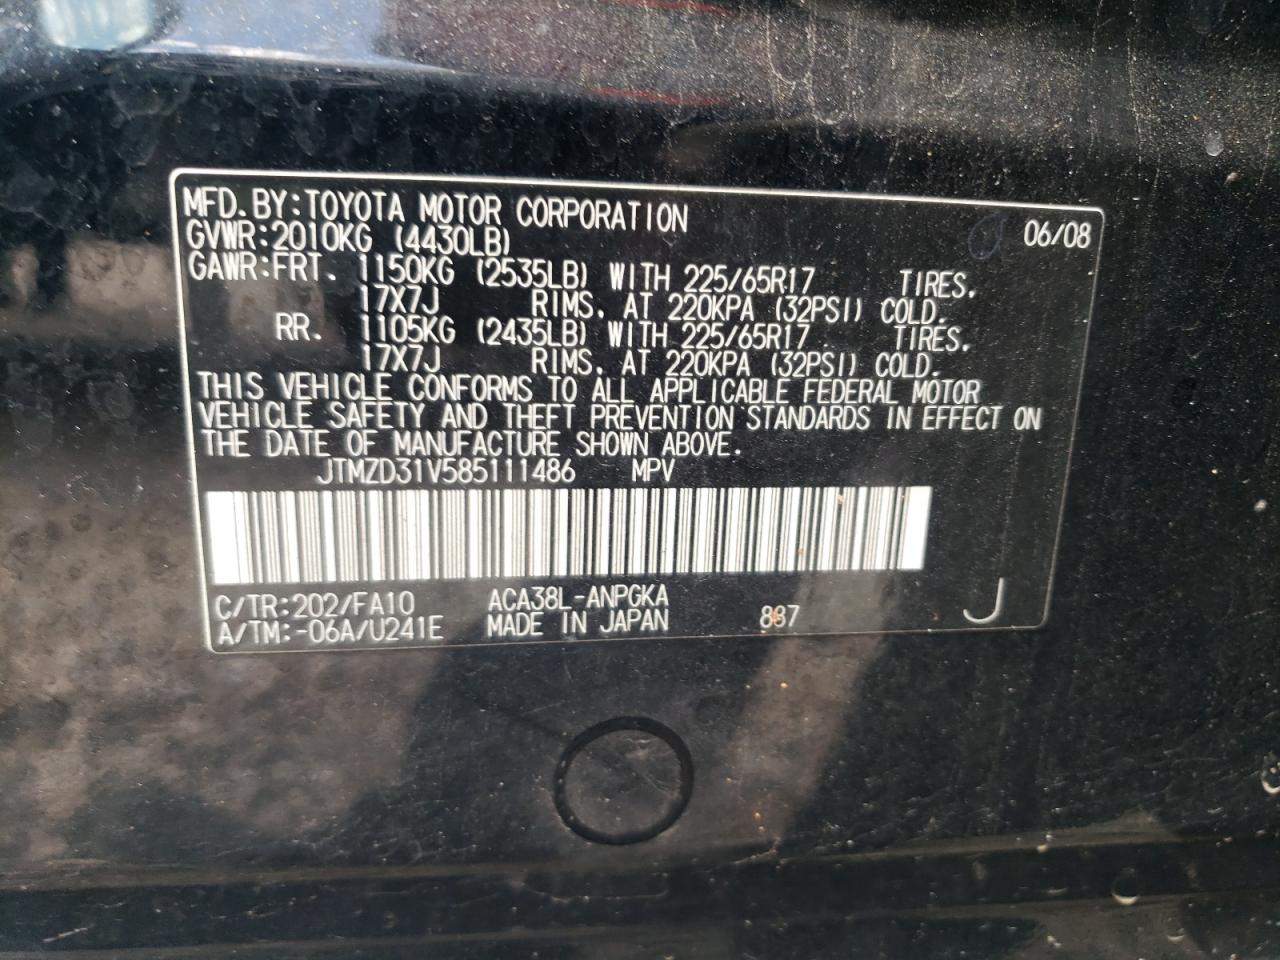 MFD.BY:TOYOTA MOTOR CORPORATION 06/08
GVWR:2010KG (4430LB)
GAWR:FRT. 1150KG (2535LB) WITH 225/65R17 TIRES,
17X7J RIMS, AT 220KPA (32PSI) COLD.
RR. 1105KG (2435LB) WITH 225/65R17 TIRES,
17X7J RIMS, AT 220KPA (32PSI) COLD.
THIS VEHICLE CONFORMS TO ALL APPLICABLE FEDERAL MOTOR
VEHICLE SAFETY AND THEFT PREVENTION STANDARDS IN EFFECT ON
THE DATE OF MANUFACTURE SHOWN ABOVE.
JTMZD31V585111486 MPV
C/TR:202/FA10 ACA38L-ANPGKA
A/TM:-06A/U241E MADE IN JAPAN J